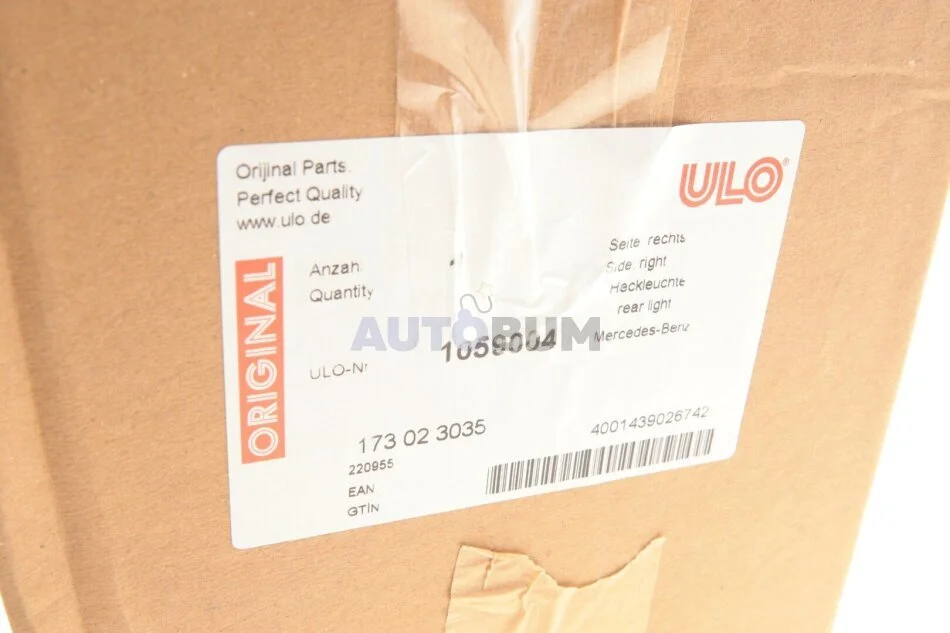 Orijinal Parts.
Perfect Quality
www.ulo.de
ULO®
ORIGINAL
Anzah
Quantity
Seite rechts
Side right
Heckleuchte
rear light
Mercedes-Benz
AUTOBUM
ULO-Nr
1059004
173 02 3035
220955
EAN
GTIN
4001439026742